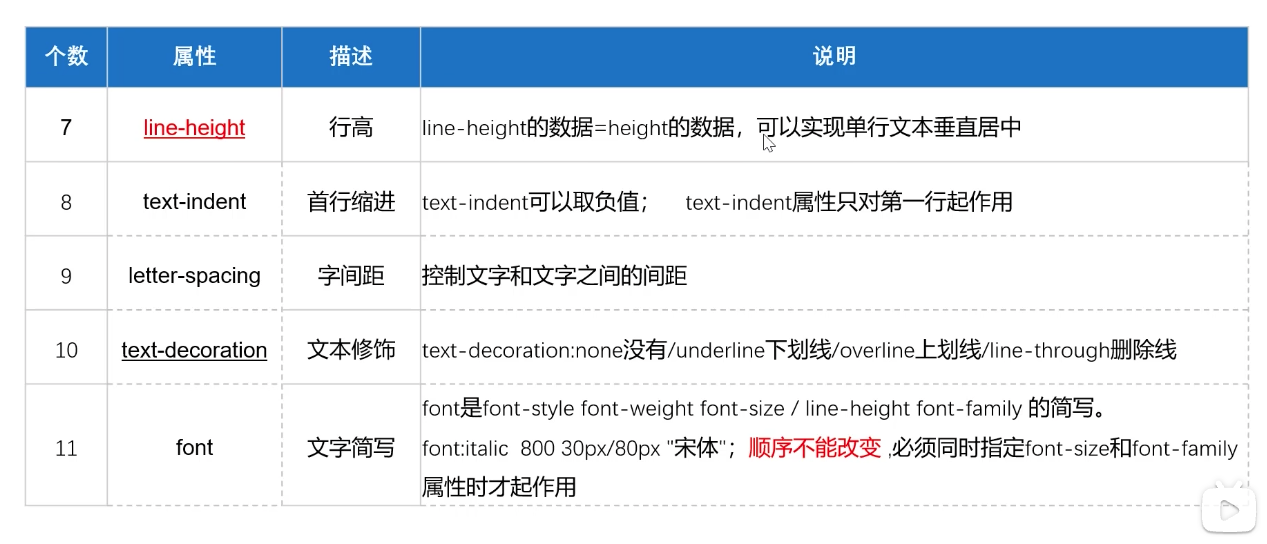 个数 属性 描述 说明
7 line-height 行高 line-height的数据=height的数据，可以实现单行文本垂直居中
8 text-indent 首行缩进 text-indent可以取负值； text-indent属性只对第一行起作用
9 letter-spacing 字间距 控制文字和文字之间的间距
10 text-decoration 文本修饰 text-decoration:none没有/underline下划线/overline上划线/line-through删除线
11 font 文字简写 font是font-style font-weight font-size / line-height font-family 的简写。
font:italic 800 30px/80px "宋体"；顺序不能改变 ,必须同时指定font-size和font-family
属性时才起作用